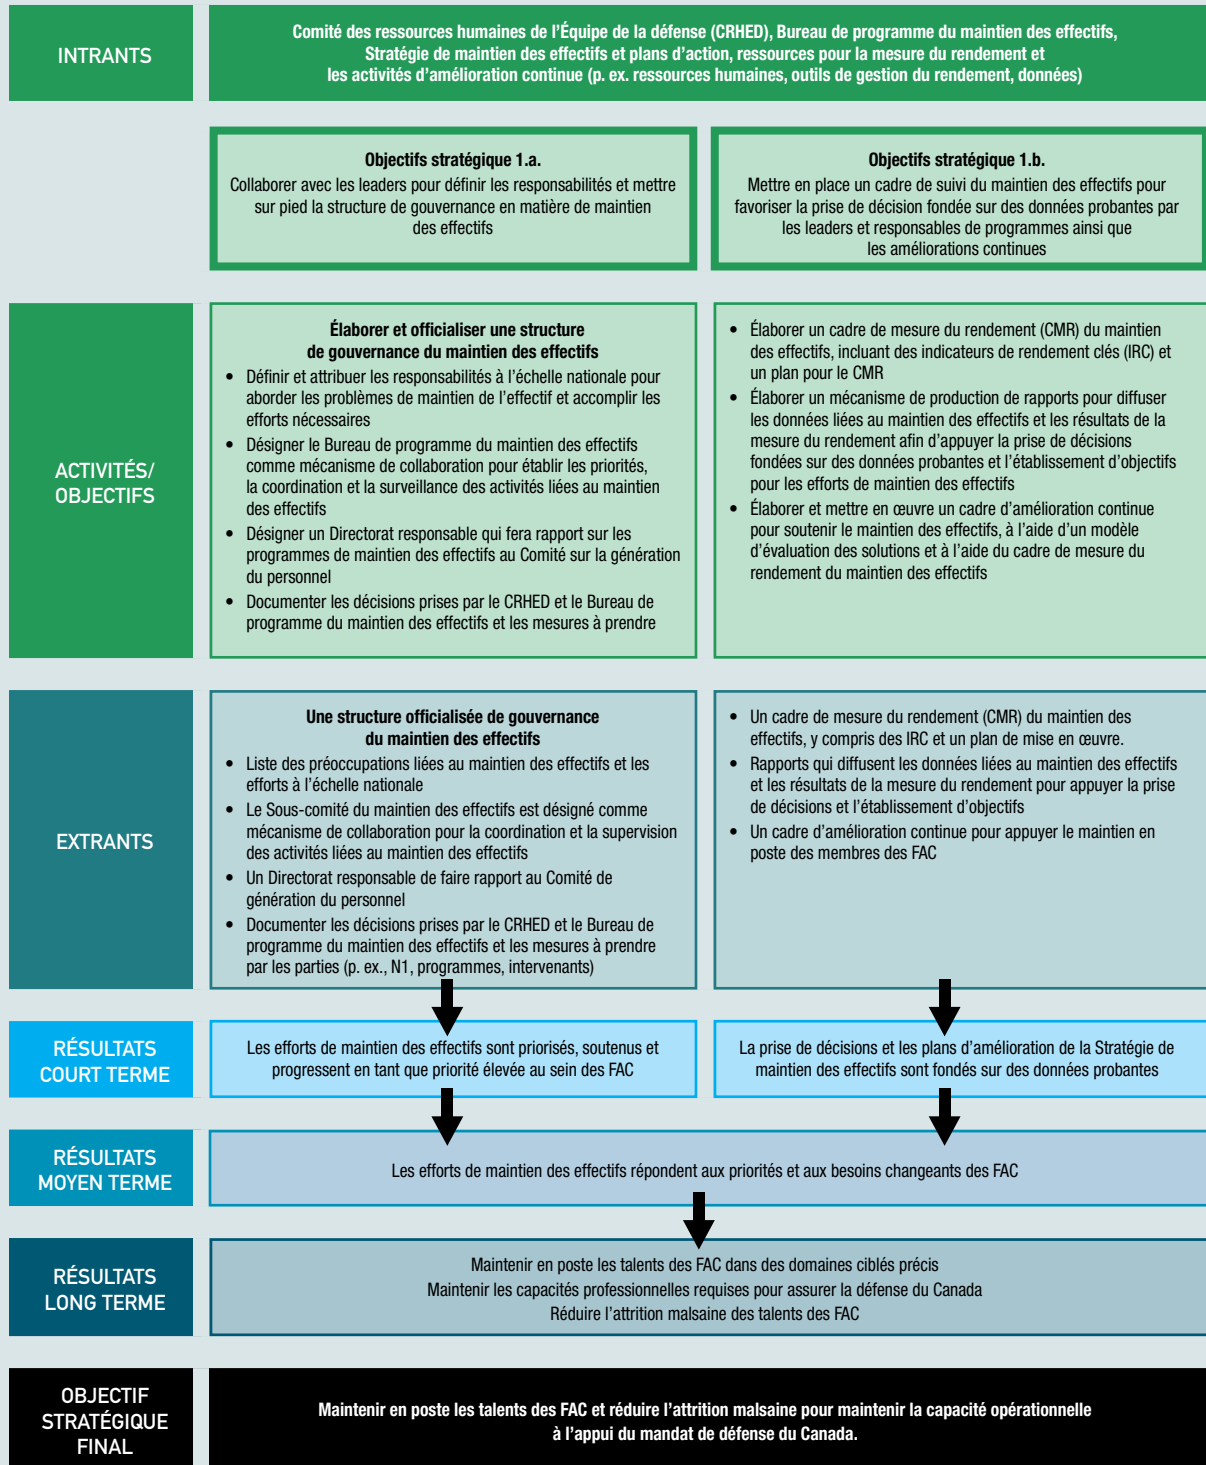 INTRANTS
Comité des ressources humaines de l'Équipe de la défense (CRHED), Bureau de programme du maintien des effectifs,
Stratégie de maintien des effectifs et plans d'action, ressources pour la mesure du rendement et
les activités d'amélioration continue (p. ex. ressources humaines, outils de gestion du rendement, données)
Objectifs stratégique 1.a.
Collaborer avec les leaders pour définir les responsabilités et mettre
sur pied la structure de gouvernance en matière de maintien
des effectifs
Objectifs stratégique 1.b.
Mettre en place un cadre de suivi du maintien des effectifs pour
favoriser la prise de décision fondée sur des données probantes par
les leaders et responsables de programmes ainsi que
les améliorations continues
ACTIVITÉS/
OBJECTIFS
Élaborer et officialiser une structure
de gouvernance du maintien des effectifs
• Définir et attribuer les responsabilités à l'échelle nationale pour
aborder les problèmes de maintien de l'effectif et accomplir les
efforts nécessaires
• Désigner le Bureau de programme du maintien des effectifs
comme mécanisme de collaboration pour établir les priorités,
la coordination et la surveillance des activités liées au maintien
des effectifs
• Désigner un Directorat responsable qui fera rapport sur les
programmes de maintien des effectifs au Comité sur la génération
du personnel
• Documenter les décisions prises par le CRHED et le Bureau de
programme du maintien des effectifs et les mesures à prendre
• Élaborer un cadre de mesure du rendement (CMR) du maintien
des effectifs, incluant des indicateurs de rendement clés (IRC) et
un plan pour le CMR
• Élaborer un mécanisme de production de rapports pour diffuser
les données liées au maintien des effectifs et les résultats de la
mesure du rendement afin d'appuyer la prise de décisions
fondées sur des données probantes et l'établissement d'objectifs
pour les efforts de maintien des effectifs
• Élaborer et mettre en œuvre un cadre d'amélioration continue
pour soutenir le maintien des effectifs, à l'aide d'un modèle
d'évaluation des solutions et à l'aide du cadre de mesure du
rendement du maintien des effectifs
EXTRANTS
Une structure officialisée de gouvernance
du maintien des effectifs
• Liste des préoccupations liées au maintien des effectifs et les
efforts à l'échelle nationale
• Le Sous-comité du maintien des effectifs est désigné comme
mécanisme de collaboration pour la coordination et la supervision
des activités liées au maintien des effectifs
• Un Directorat responsable de faire rapport au Comité de
génération du personnel
• Documenter les décisions prises par le CRHED et le Bureau de
programme du maintien des effectifs et les mesures à prendre
par les parties (p. ex., N1, programmes, intervenants)
• Un cadre de mesure du rendement (CMR) du maintien des
effectifs, y compris des IRC et un plan de mise en œuvre.
• Rapports qui diffusent les données liées au maintien des effectifs
et les résultats de la mesure du rendement pour appuyer la prise
de décisions et l'établissement d'objectifs
• Un cadre d'amélioration continue pour appuyer le maintien en
poste des membres des FAC
RÉSULTATS
COURT TERME
Les efforts de maintien des effectifs sont priorisés, soutenus et
progressent en tant que priorité élevée au sein des FAC
La prise de décisions et les plans d'amélioration de la Stratégie de
maintien des effectifs sont fondés sur des données probantes
RÉSULTATS
MOYEN TERME
Les efforts de maintien des effectifs répondent aux priorités et aux besoins changeants des FAC
RÉSULTATS
LONG TERME
Maintenir en poste les talents des FAC dans des domaines ciblés précis
Maintenir les capacités professionnelles requises pour assurer la défense du Canada
Réduire l'attrition malsaine des talents des FAC
OBJECTIF
STRATÉGIQUE
FINAL
Maintenir en poste les talents des FAC et réduire l'attrition malsaine pour maintenir la capacité opérationnelle
à l'appui du mandat de défense du Canada.